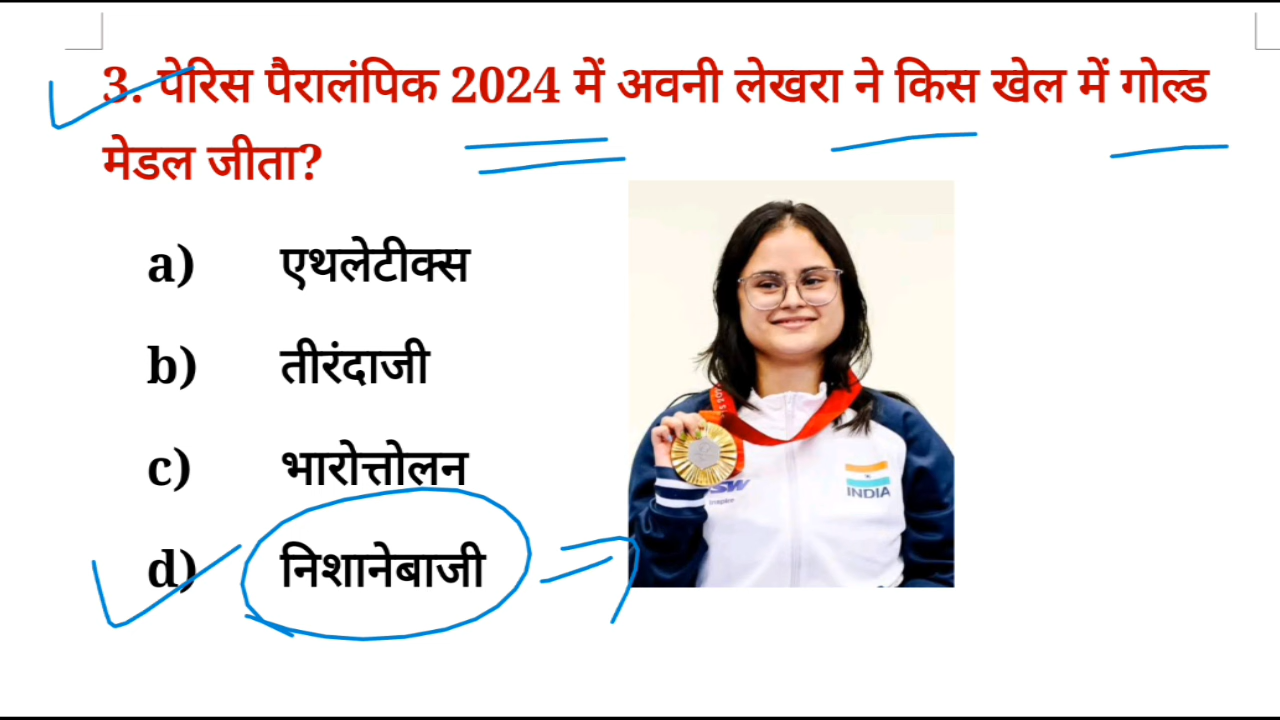 3. पेरिस पैरालंपिक 2024 में अवनी लेखरा ने किस खेल में गोल्ड
मेडल जीता?
a) एथलेटीक्स
b) तीरंदाजी
c) भारोत्तोलन
d) निशानेबाजी
INDIA